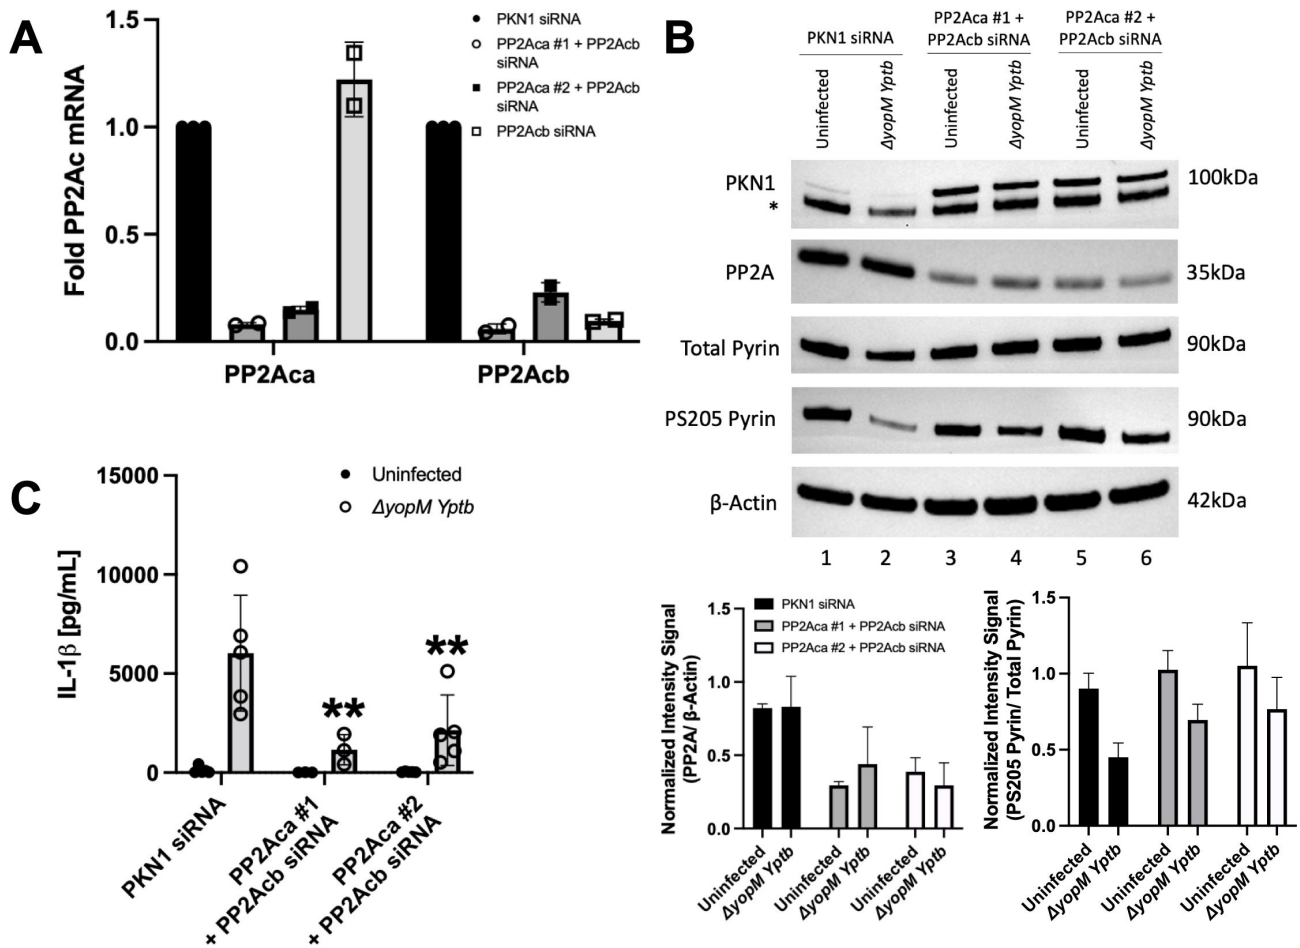 A
Fold PP2Ac mRNA
1.5
1.0
0.5
0.0
PP2Aca
PP2Acb
PKN1 siRNA
PP2Aca #1 + PP2Acb
siRNA
PP2Aca #2 + PP2Acb
siRNA
PP2Acb siRNA
B
PKN1 siRNA
PP2Aca #1 +
PP2Acb siRNA
PP2Aca #2 +
PP2Acb siRNA
Uninfected
ΔyopM Yptb
Uninfected
ΔyopM Yptb
Uninfected
ΔyopM Yptb
PKN1
*
100kDa
PP2A
35kDa
Total Pyrin
90kDa
PS205 Pyrin
90kDa
β-Actin
42kDa
1 2 3 4 5 6
Normalized Intensity Signal
(PP2A/ β-Actin)
1.5
1.0
0.5
0.0
PKN1 siRNA
PP2Aca #1 + PP2Acb siRNA
PP2Aca #2 + PP2Acb siRNA
Uninfected
ΔyopM Yptb
Uninfected
ΔyopM Yptb
Uninfected
ΔyopM Yptb
Normalized Intensity Signal
(PS205 Pyrin/ Total Pyrin)
1.5
1.0
0.5
0.0
Uninfected
ΔyopM Yptb
Uninfected
ΔyopM Yptb
Uninfected
ΔyopM Yptb
C
IL-1β [pg/mL]
15000
10000
5000
0
Uninfected
ΔyopM Yptb
**
**
PKN1 siRNA
PP2Aca #1
+ PP2Acb siRNA
PP2Aca #2
+ PP2Acb siRNA